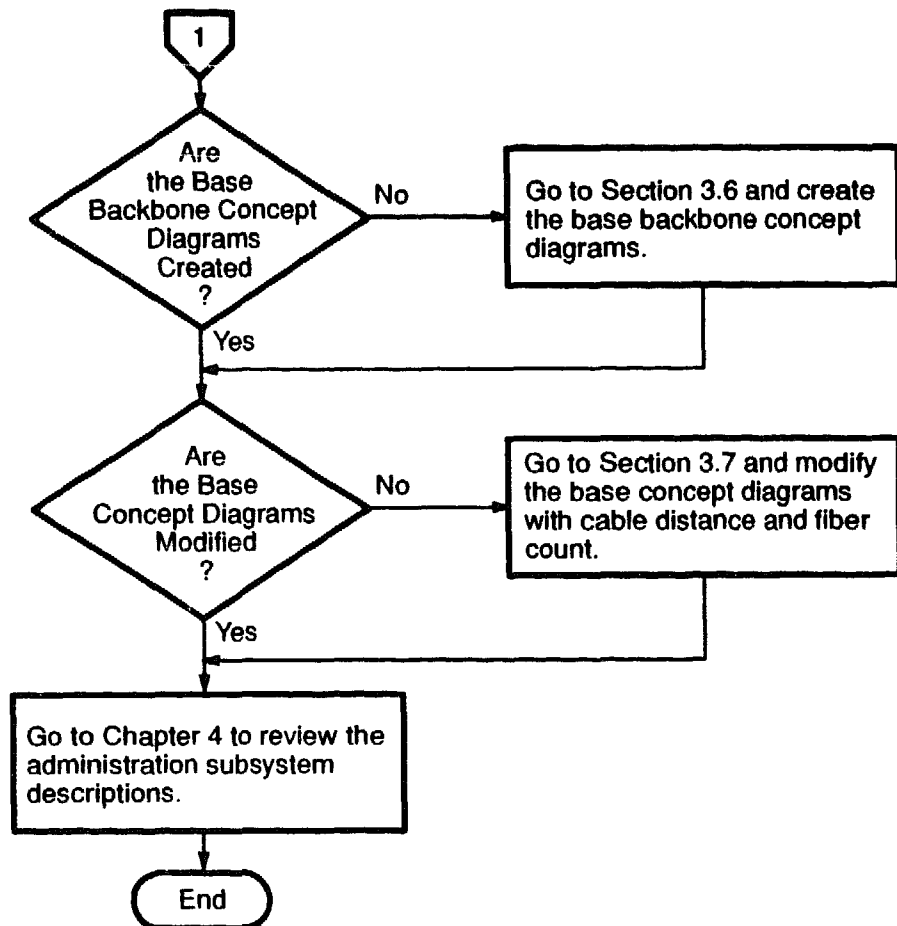 1
Are
the Base
Backbone Concept
Diagrams
Created
?
No
Go to Section 3.6 and create
the base backbone concept
diagrams.
Yes
Are
the Base
Concept Diagrams
Modified
?
No
Go to Section 3.7 and modify
the base concept diagrams
with cable distance and fiber
count.
Yes
Go to Chapter 4 to review the
administration subsystem
descriptions.
End